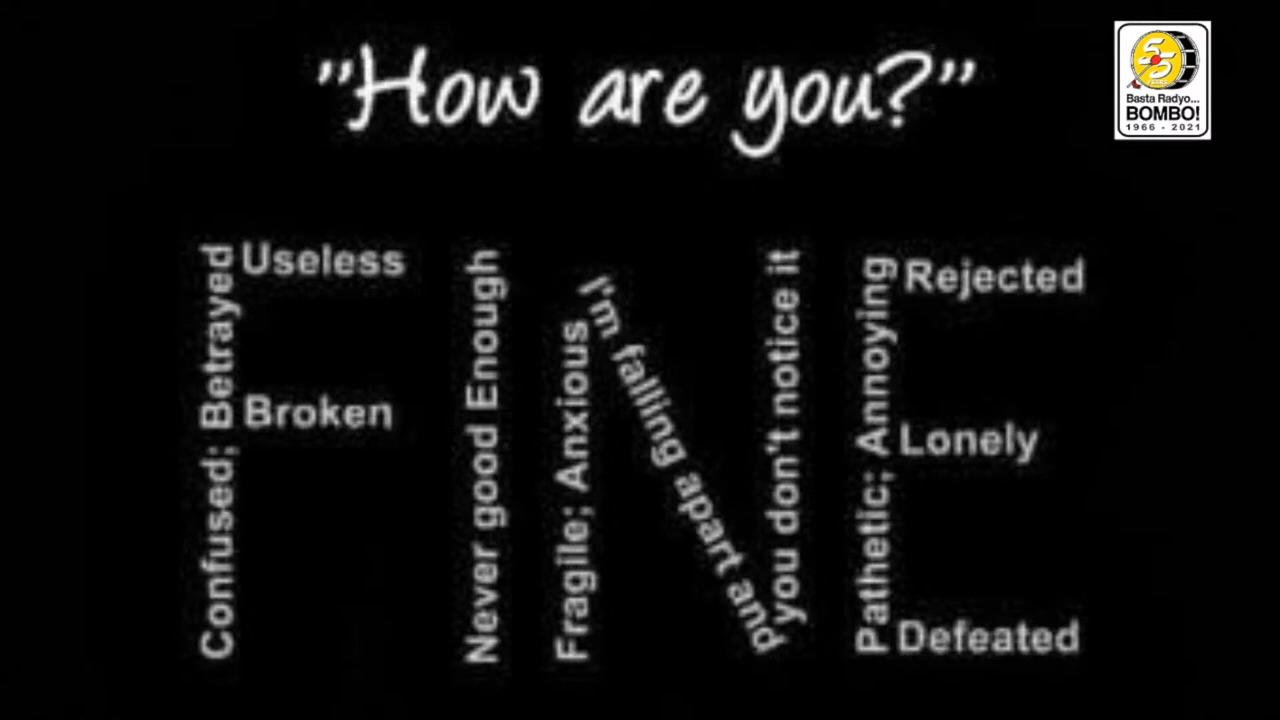 "How are you?"
55
Basta Radyo...
BOMBO!
1966 - 2021
Confused; Betrayed
Useless
Broken
Never good Enough
Fragile; Anxious
I'm falling apart and
you don't notice it
Pathetic; Annoying
Rejected
Lonely
Defeated